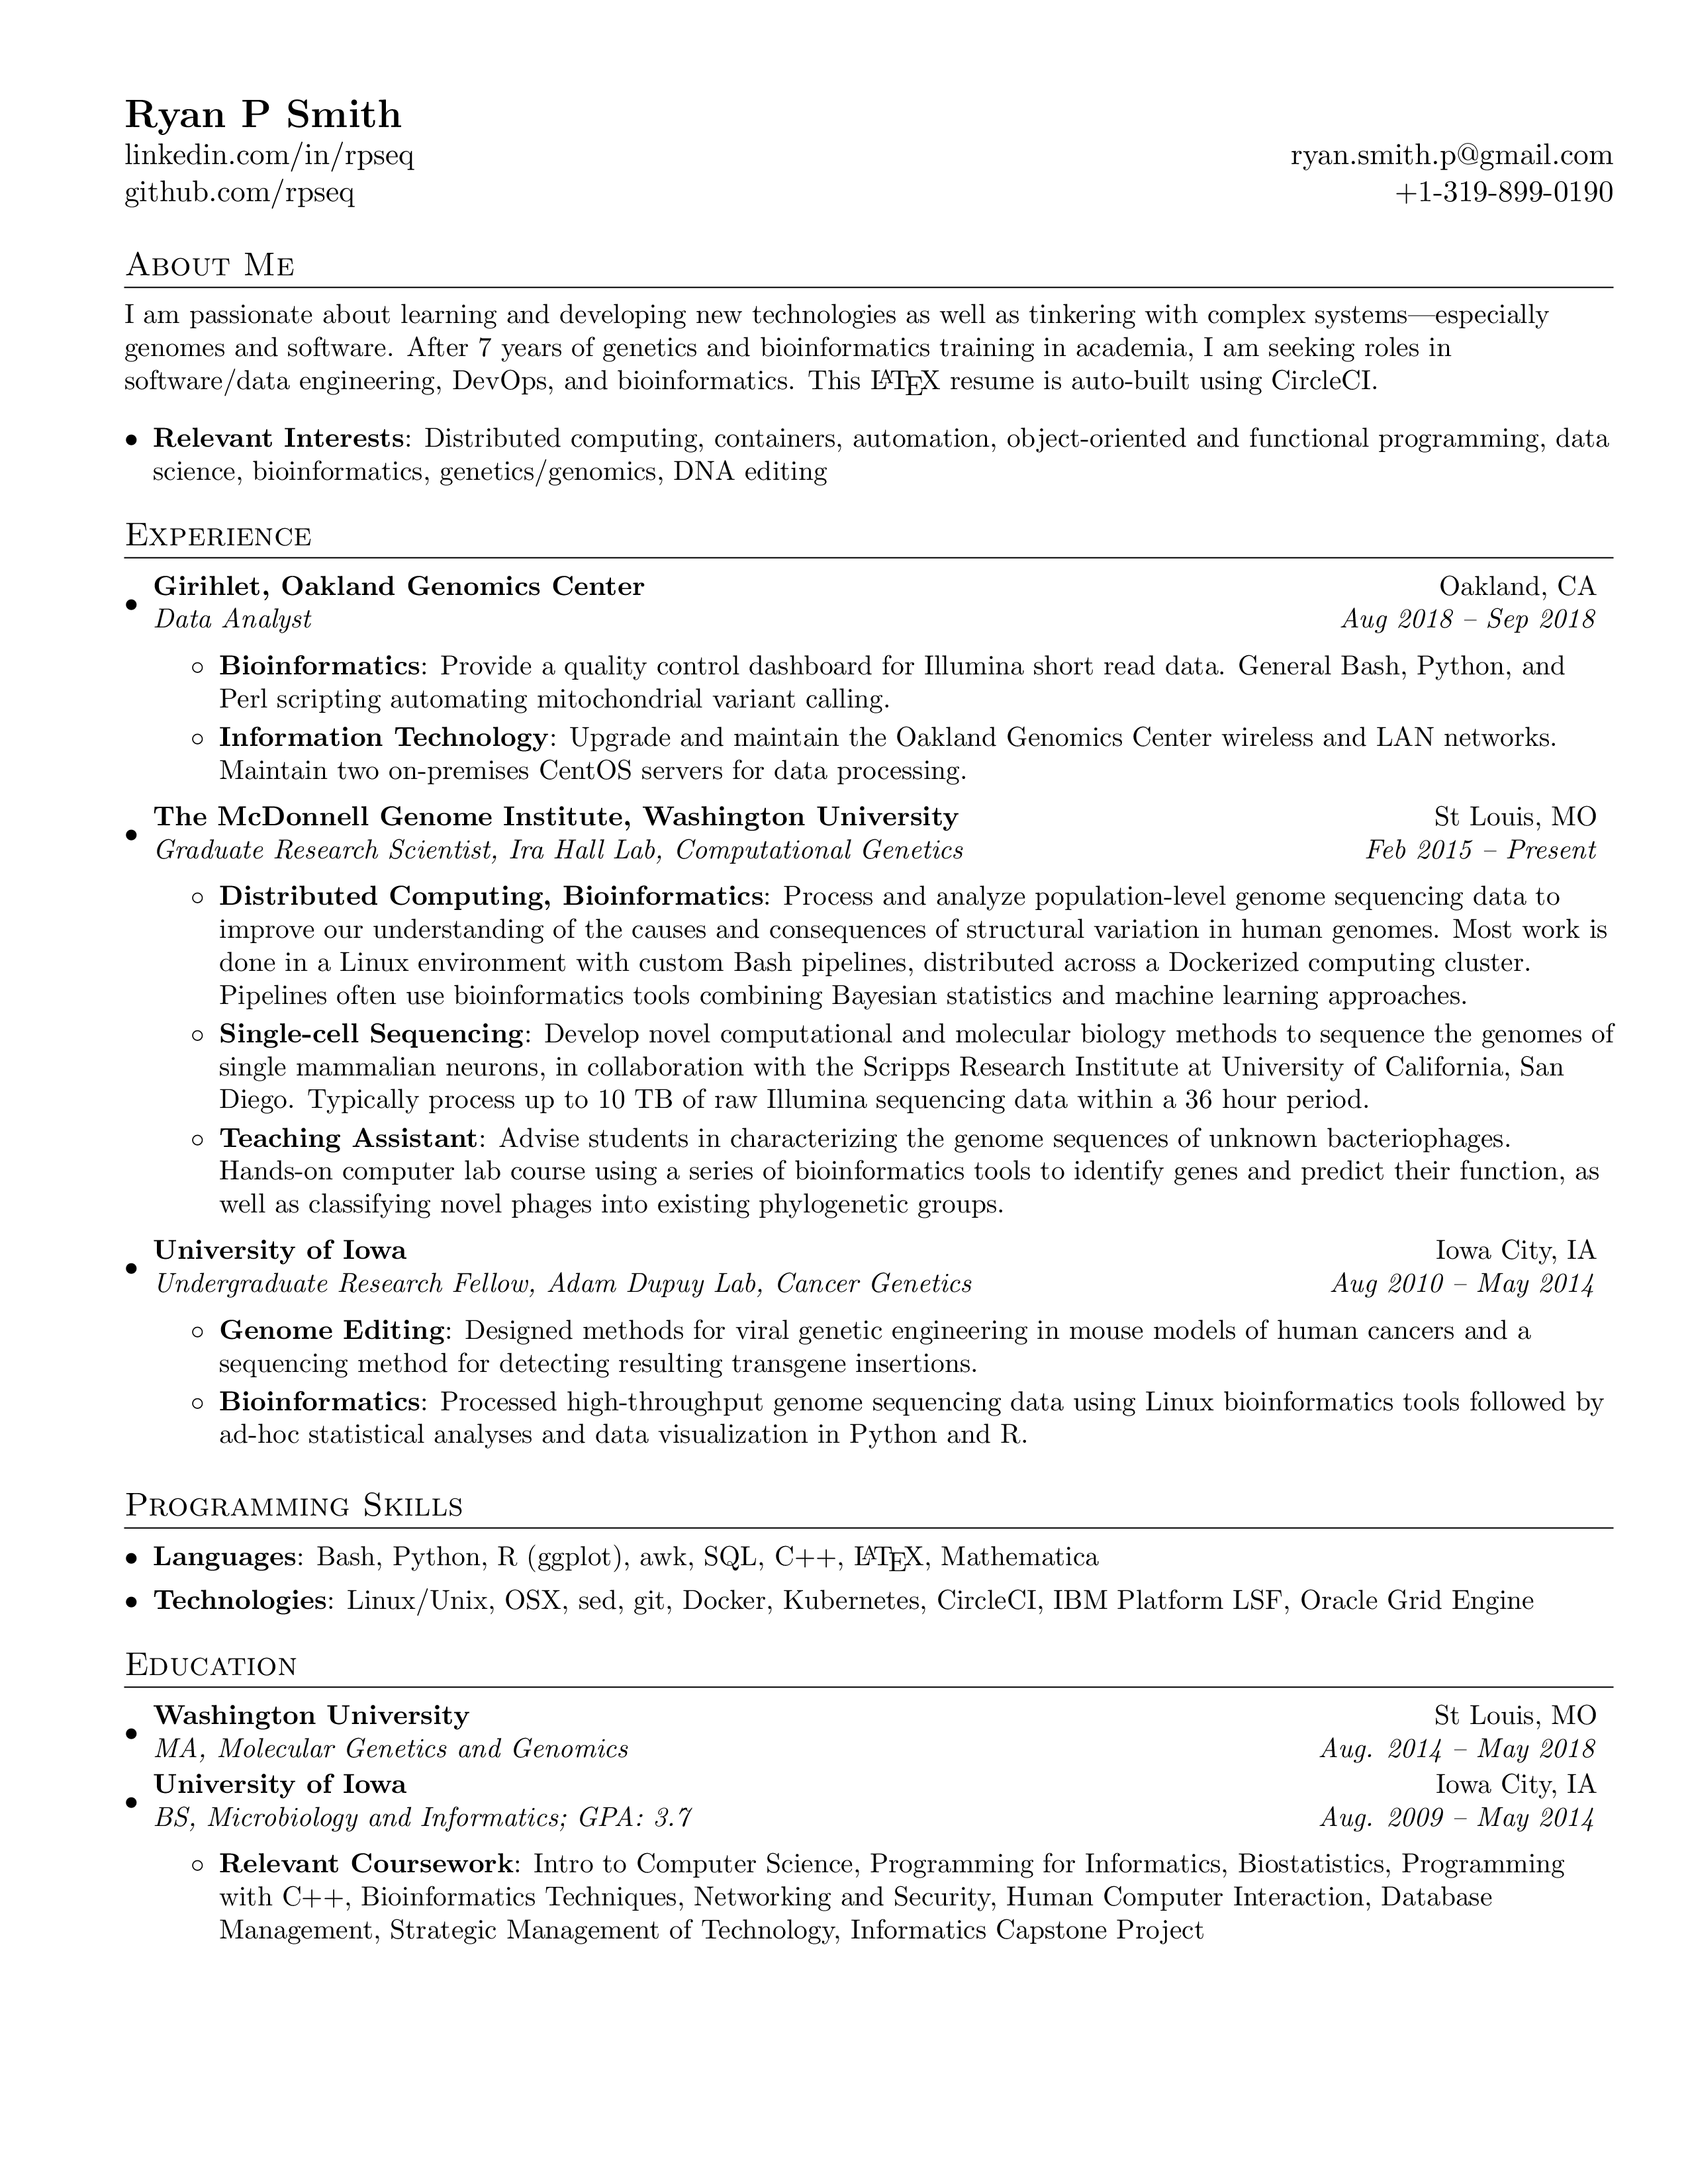 Ryan P Smith
linkedin.com/in/rpseq ryan.smith.p@gmail.com
github.com/rpseq +1-319-899-0190
About Me
I am passionate about learning and developing new technologies as well as tinkering with complex systems—especially
genomes and software. After 7 years of genetics and bioinformatics training in academia, I am seeking roles in
software/data engineering, DevOps, and bioinformatics. This LATEX resume is auto-built using CircleCI.
• Relevant Interests: Distributed computing, containers, automation, object-oriented and functional programming, data
science, bioinformatics, genetics/genomics, DNA editing
Experience
• Girihlet, Oakland Genomics Center Oakland, CA
Data Analyst Aug 2018 – Sep 2018
◦ Bioinformatics: Provide a quality control dashboard for Illumina short read data. General Bash, Python, and
Perl scripting automating mitochondrial variant calling.
◦ Information Technology: Upgrade and maintain the Oakland Genomics Center wireless and LAN networks.
Maintain two on-premises CentOS servers for data processing.
• The McDonnell Genome Institute, Washington University St Louis, MO
Graduate Research Scientist, Ira Hall Lab, Computational Genetics Feb 2015 – Present
◦ Distributed Computing, Bioinformatics: Process and analyze population-level genome sequencing data to
improve our understanding of the causes and consequences of structural variation in human genomes. Most work is
done in a Linux environment with custom Bash pipelines, distributed across a Dockerized computing cluster.
Pipelines often use bioinformatics tools combining Bayesian statistics and machine learning approaches.
◦ Single-cell Sequencing: Develop novel computational and molecular biology methods to sequence the genomes of
single mammalian neurons, in collaboration with the Scripps Research Institute at University of California, San
Diego. Typically process up to 10 TB of raw Illumina sequencing data within a 36 hour period.
◦ Teaching Assistant: Advise students in characterizing the genome sequences of unknown bacteriophages.
Hands-on computer lab course using a series of bioinformatics tools to identify genes and predict their function, as
well as classifying novel phages into existing phylogenetic groups.
• University of Iowa Iowa City, IA
Undergraduate Research Fellow, Adam Dupuy Lab, Cancer Genetics Aug 2010 – May 2014
◦ Genome Editing: Designed methods for viral genetic engineering in mouse models of human cancers and a
sequencing method for detecting resulting transgene insertions.
◦ Bioinformatics: Processed high-throughput genome sequencing data using Linux bioinformatics tools followed by
ad-hoc statistical analyses and data visualization in Python and R.
Programming Skills
• Languages: Bash, Python, R (ggplot), awk, SQL, C++, LATEX, Mathematica
• Technologies: Linux/Unix, OSX, sed, git, Docker, Kubernetes, CircleCI, IBM Platform LSF, Oracle Grid Engine
Education
• Washington University St Louis, MO
MA, Molecular Genetics and Genomics Aug. 2014 – May 2018
• University of Iowa Iowa City, IA
BS, Microbiology and Informatics; GPA: 3.7 Aug. 2009 – May 2014
◦ Relevant Coursework: Intro to Computer Science, Programming for Informatics, Biostatistics, Programming
with C++, Bioinformatics Techniques, Networking and Security, Human Computer Interaction, Database
Management, Strategic Management of Technology, Informatics Capstone Project